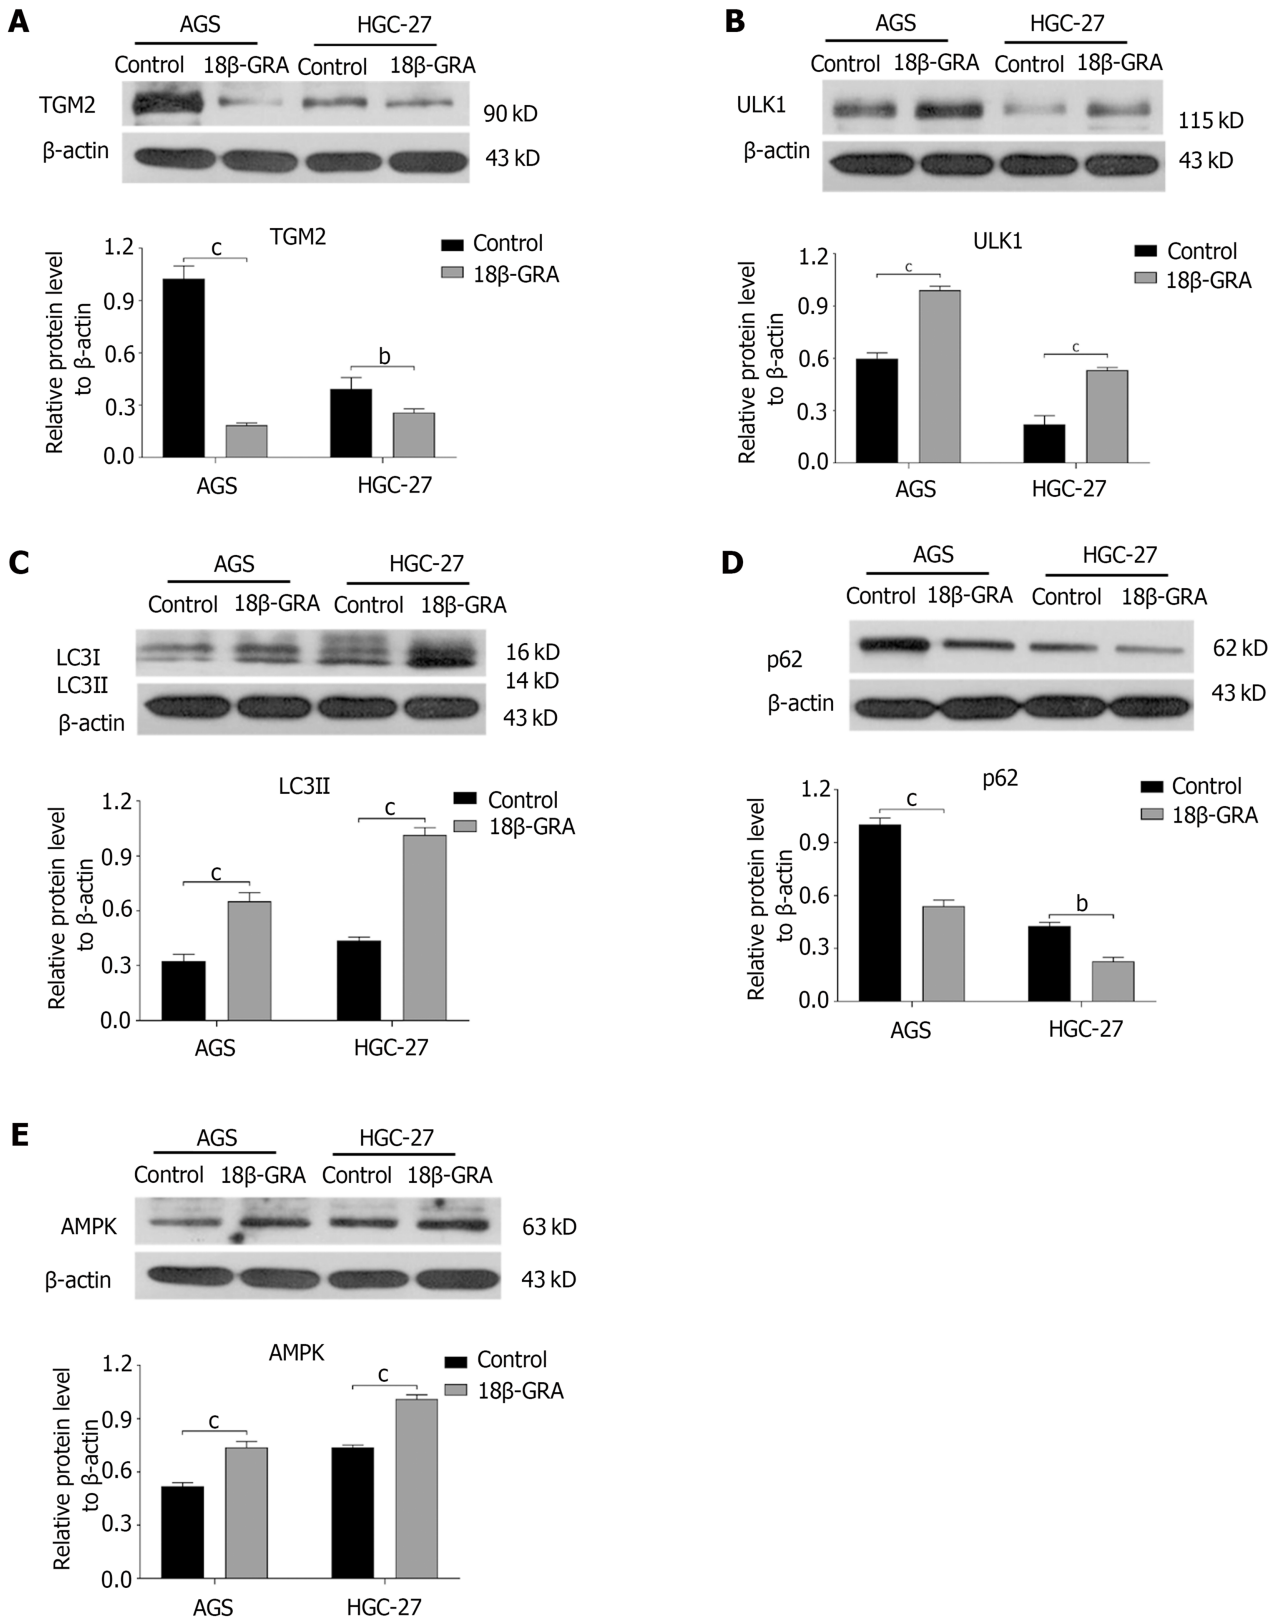 A
AGS HGC-27
Control 18β-GRA Control 18β-GRA
TGM2 90 kD
β-actin 43 kD
TGM2
Control
18β-GRA
Relative protein level
to β-actin
1.2
0.9
0.6
0.3
0.0
c
b
AGS HGC-27
B
AGS HGC-27
Control 18β-GRA Control 18β-GRA
ULK1 115 kD
β-actin 43 kD
ULK1
Control
18β-GRA
Relative protein level
to β-actin
1.2
0.9
0.6
0.3
0.0
c
c
AGS HGC-27
C
AGS HGC-27
Control 18β-GRA Control 18β-GRA
LC3I 16 kD
LC3II 14 kD
β-actin 43 kD
LC3II
Control
18β-GRA
Relative protein level
to β-actin
1.2
0.9
0.6
0.3
0.0
c
c
AGS HGC-27
D
AGS HGC-27
Control 18β-GRA Control 18β-GRA
p62 62 kD
β-actin 43 kD
p62
Control
18β-GRA
Relative protein level
to β-actin
1.2
0.9
0.6
0.3
0.0
c
b
AGS HGC-27
E
AGS HGC-27
Control 18β-GRA Control 18β-GRA
AMPK 63 kD
β-actin 43 kD
AMPK
Control
18β-GRA
Relative protein level
to β-actin
1.2
0.9
0.6
0.3
0.0
c
c
AGS HGC-27